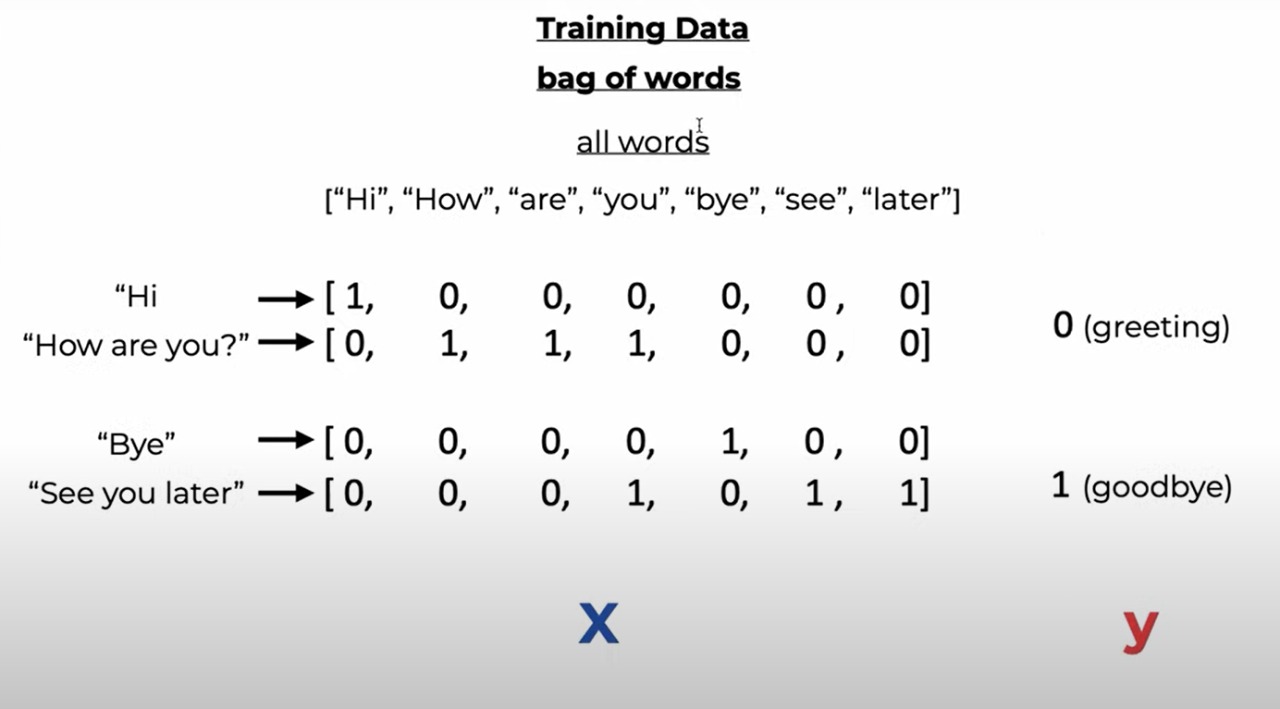 Training Data
bag of words
all words
[“Hi”, “How”, “are”, “you”, “bye”, “see”, “later”]
“Hi → [ 1, 0, 0, 0, 0, 0 , 0]
0 (greeting)
“How are you?” → [ 0, 1, 1, 1, 0, 0 , 0]
“Bye” → [ 0, 0, 0, 0, 1, 0 , 0]
1 (goodbye)
“See you later” → [ 0, 0, 0, 1, 0, 1 , 1]
X y